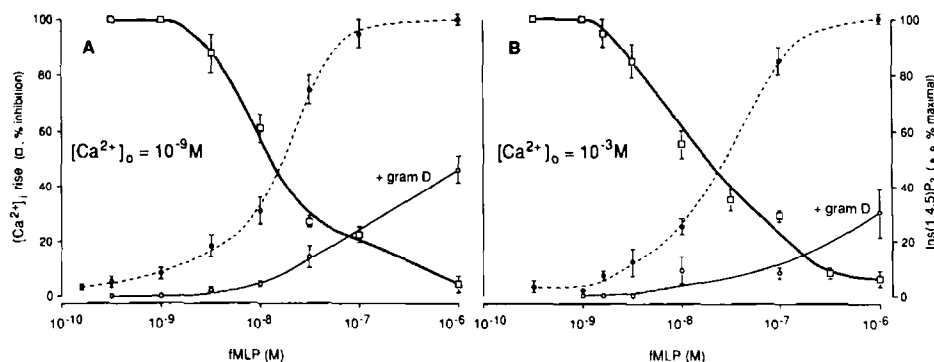 100
80
60
40
20
0
[Ca²⁺]ᵢ rise (□, % inhibition)
A
[Ca²⁺]ₒ = 10⁻⁹M
+ gram D
10⁻¹⁰
10⁻⁹
10⁻⁸
10⁻⁷
10⁻⁶
fMLP (M)
B
[Ca²⁺]ₒ = 10⁻³M
+ gram D
10⁻¹⁰
10⁻⁹
10⁻⁸
10⁻⁷
10⁻⁶
fMLP (M)
100
80
60
40
20
0
Ins(1,4,5)P₃ (●,○ % maximal)